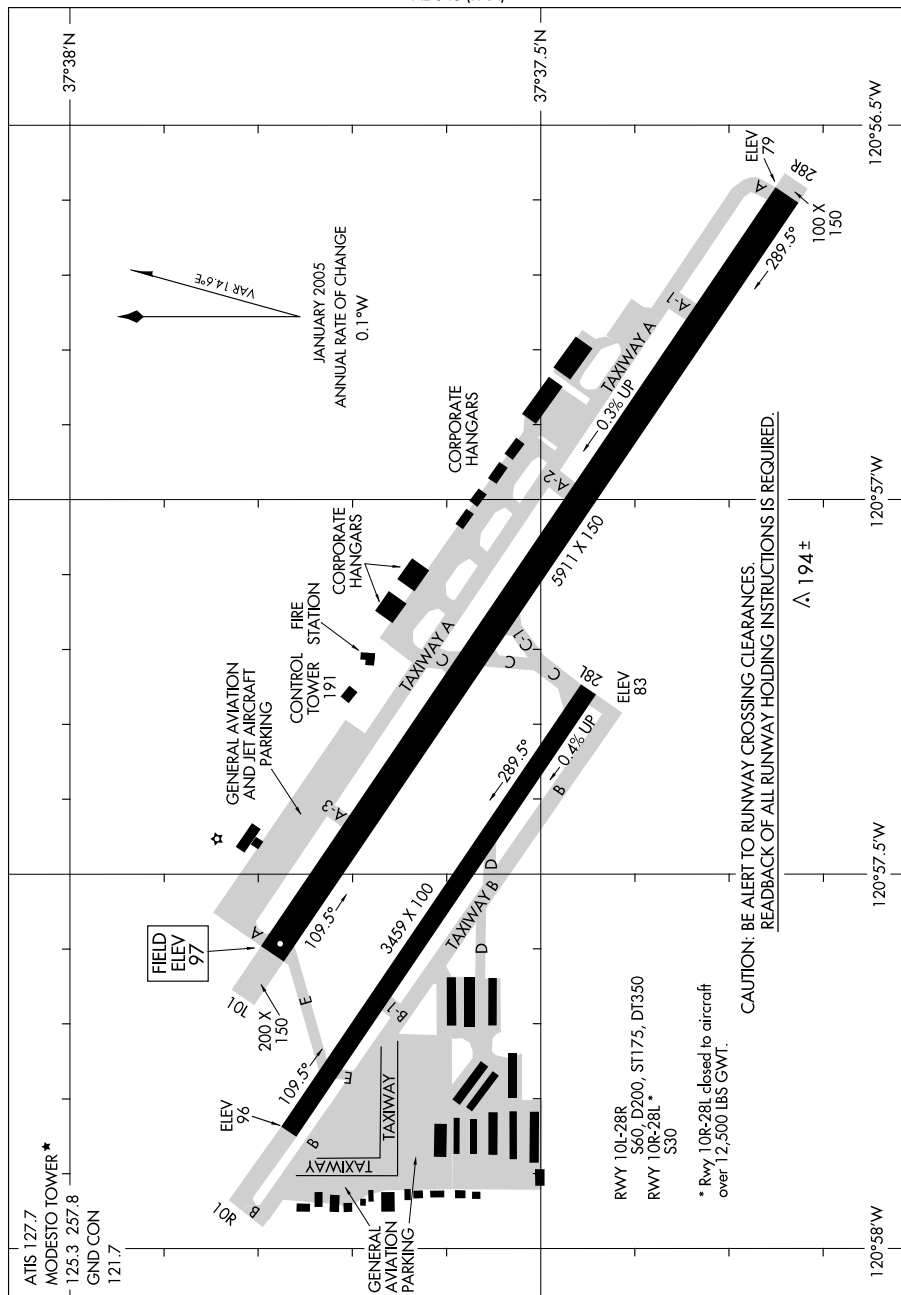 ATIS 127.7
MODESTO TOWER★
125.3 257.8
GND CON
121.7
37°38'N
37°37.5'N
120°56.5'W
120°57'W
120°57.5'W
120°58'W
JANUARY 2005
ANNUAL RATE OF CHANGE
0.1°W
VAR 14.6°E
FIELD
ELEV
97
GENERAL AVIATION
AND JET AIRCRAFT
PARKING
CONTROL
TOWER
191
FIRE
STATION
CORPORATE
HANGARS
CORPORATE
HANGARS
TAXIWAY A
TAXIWAY A
A
A-3
C
C
C
C-1
A-2
A-1
A
10L
200 X
150
109.5°
5911 X 150
0.3% UP
289.5°
28R
100 X
150
ELEV
79
10R
ELEV
96
109.5°
3459 X 100
289.5°
0.4% UP
28L
ELEV
83
B
B
B-1
TAXIWAY B
B
D
D
E
E
TAXIWAY
TAXIWAY
GENERAL
AVIATION
PARKING
RWY 10L-28R
S60, D200, ST175, DT350
RWY 10R-28L*
S30
* Rwy 10R-28L closed to aircraft
over 12,500 LBS GWT.
CAUTION: BE ALERT TO RUNWAY CROSSING CLEARANCES.
READBACK OF ALL RUNWAY HOLDING INSTRUCTIONS IS REQUIRED.
194±